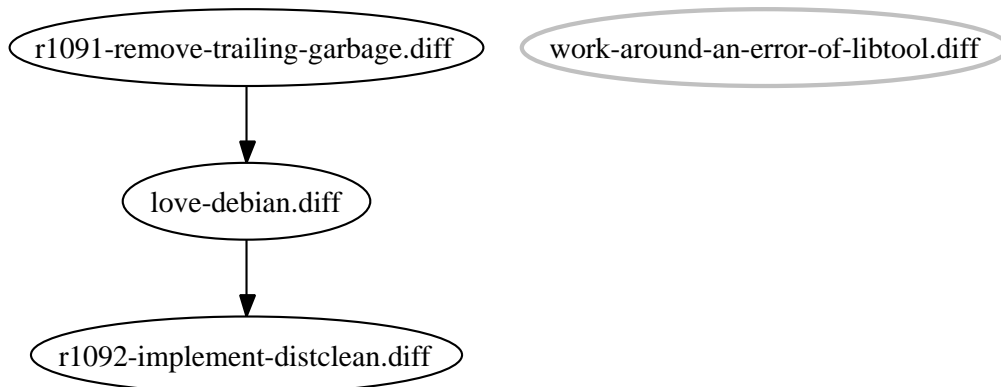 r1091-remove-trailing-garbage.diff
work-around-an-error-of-libtool.diff
love-debian.diff
r1092-implement-distclean.diff